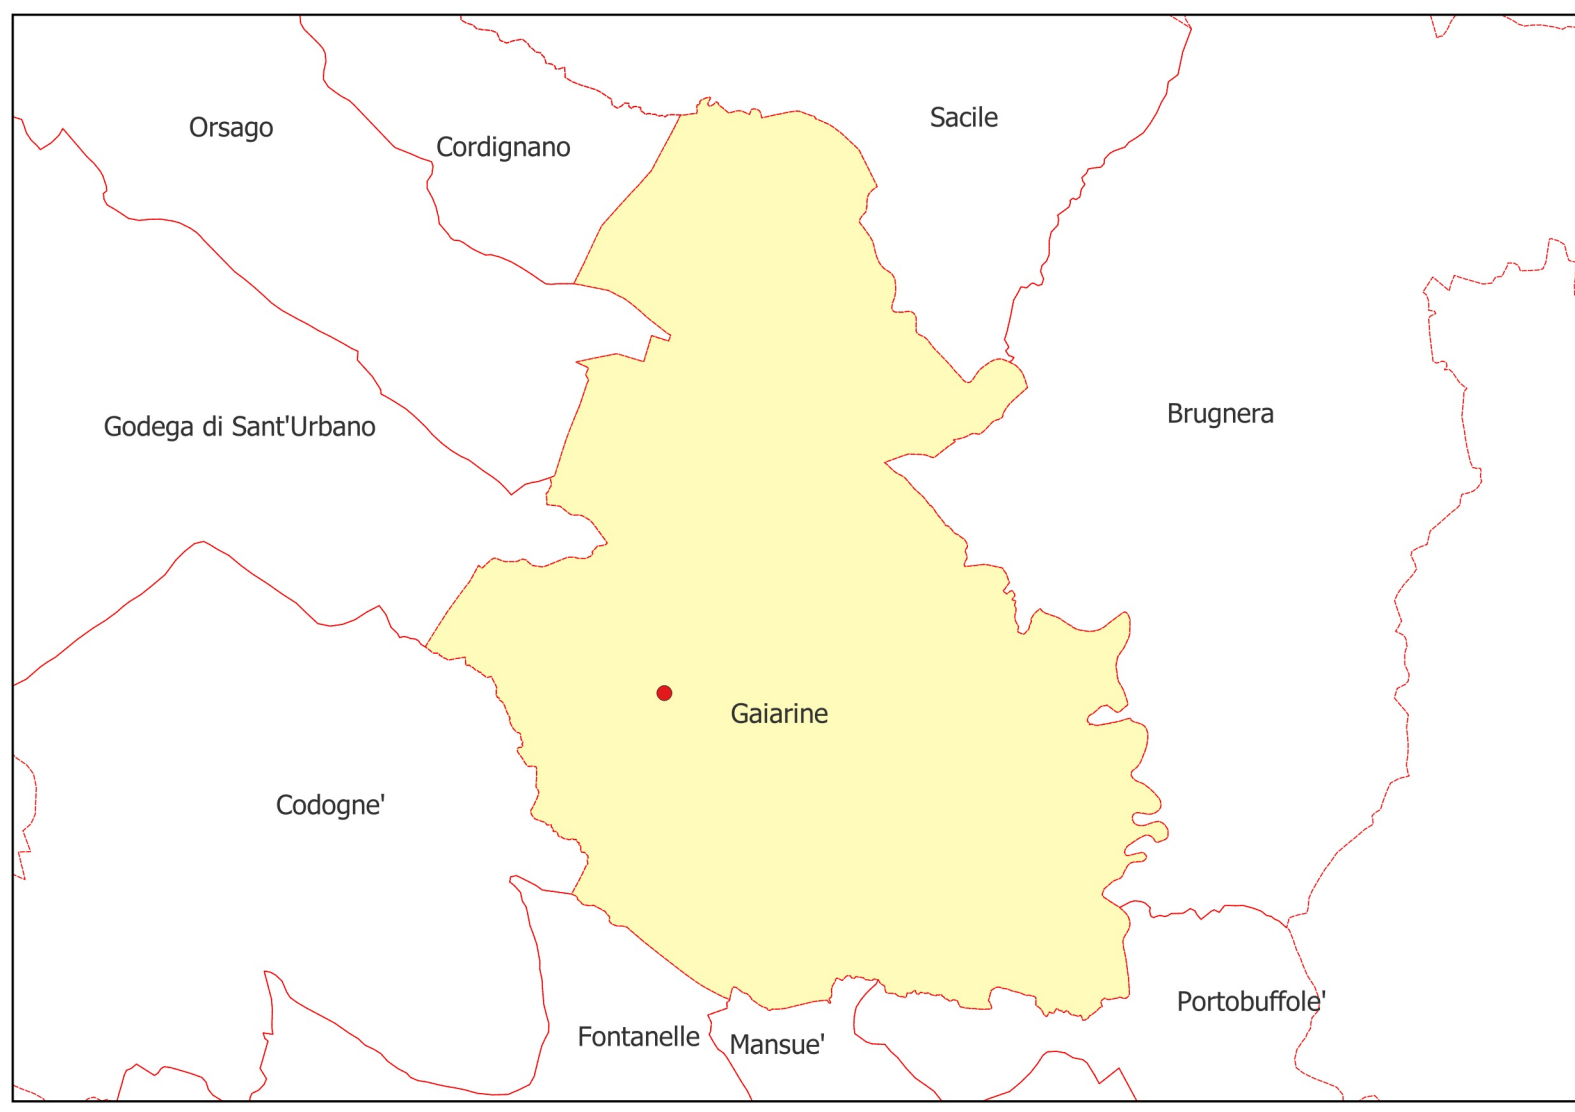 Sacile
Orsago
Cordignano
Brugnera
Godega di Sant'Urbano
Gaiarine
Codogne'
Portobuffole'
Fontanelle
Mansue'